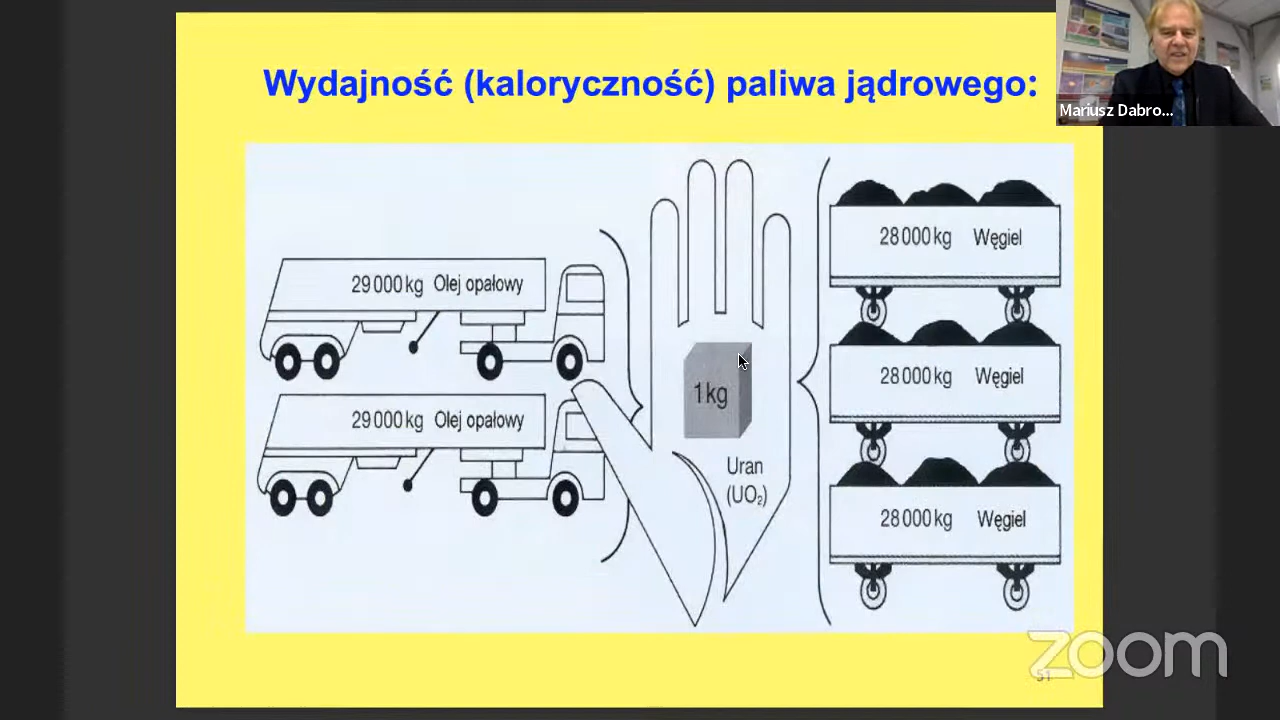 Wydajność (kaloryczność) paliwa jądrowego:
Mariusz Dabro...
29 000 kg Olej opałowy
29 000 kg Olej opałowy
1 kg
Uran
(UO₂)
28 000 kg Węgiel
28 000 kg Węgiel
28 000 kg Węgiel
zoom
51